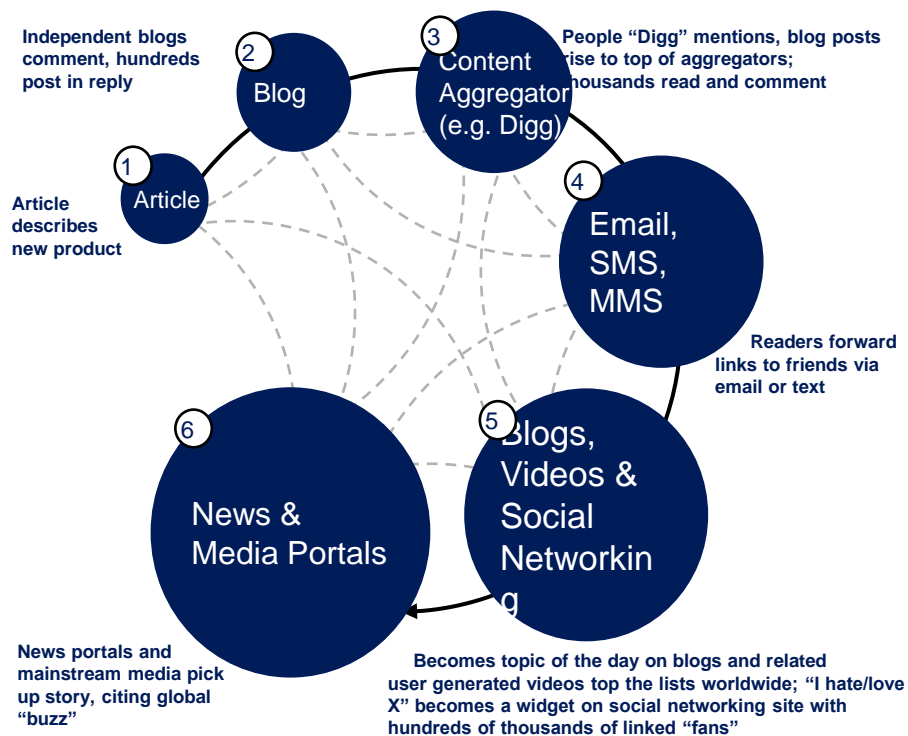 Independent blogs
comment, hundreds
post in reply
2
Blog
3
Content
Aggregator
(e.g. Digg)
People “Digg” mentions, blog posts
rise to top of aggregators;
thousands read and comment
1
Article
Article
describes
new product
4
Email,
SMS,
MMS
Readers forward
links to friends via
email or text
5
Blogs,
Videos &
Social
Networkin
g
Becomes topic of the day on blogs and related
user generated videos top the lists worldwide; “I hate/love
X” becomes a widget on social networking site with
hundreds of thousands of linked “fans”
6
News &
Media Portals
News portals and
mainstream media pick
up story, citing global
“buzz”